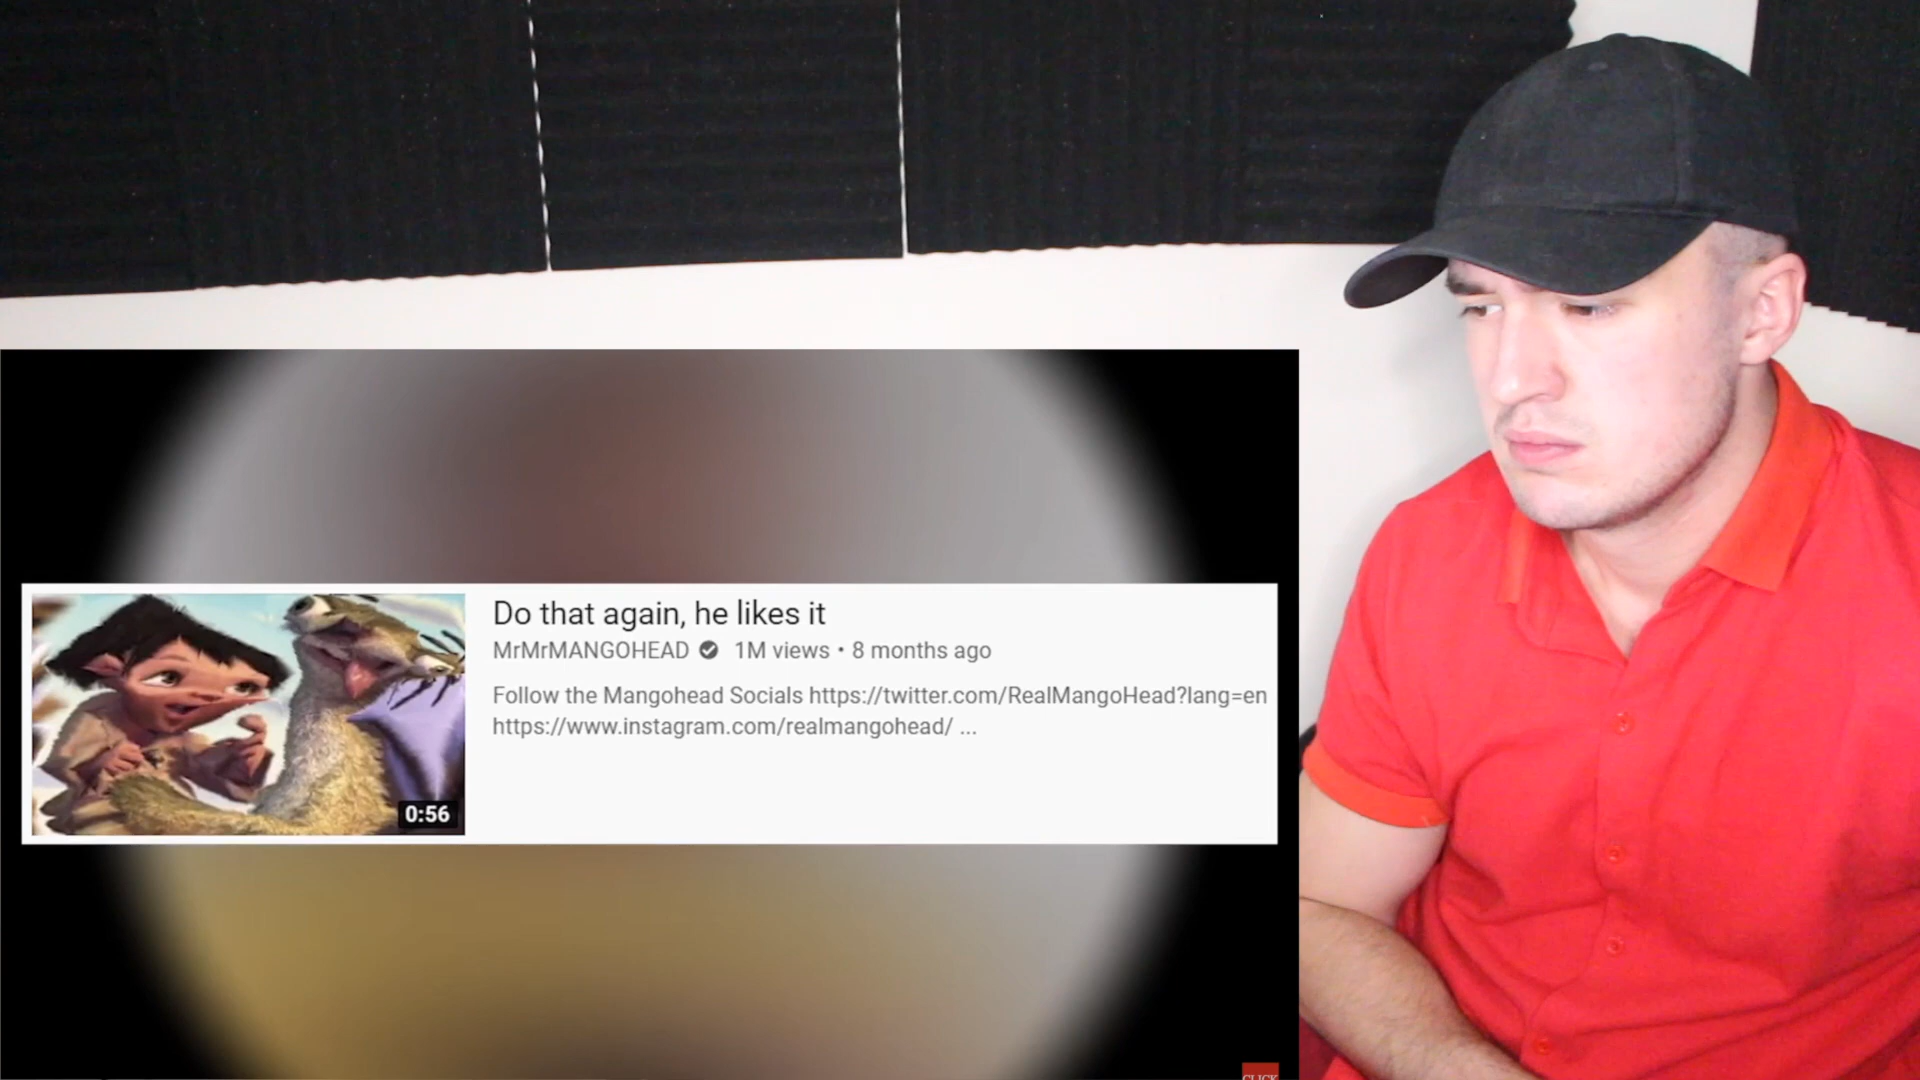 Do that again, he likes it
MrMrMANGOHEAD 1M views • 8 months ago
Follow the Mangohead Socials https://twitter.com/RealMangoHead?lang=en
https://www.instagram.com/realmangohead/ ...
0:56
CLICK